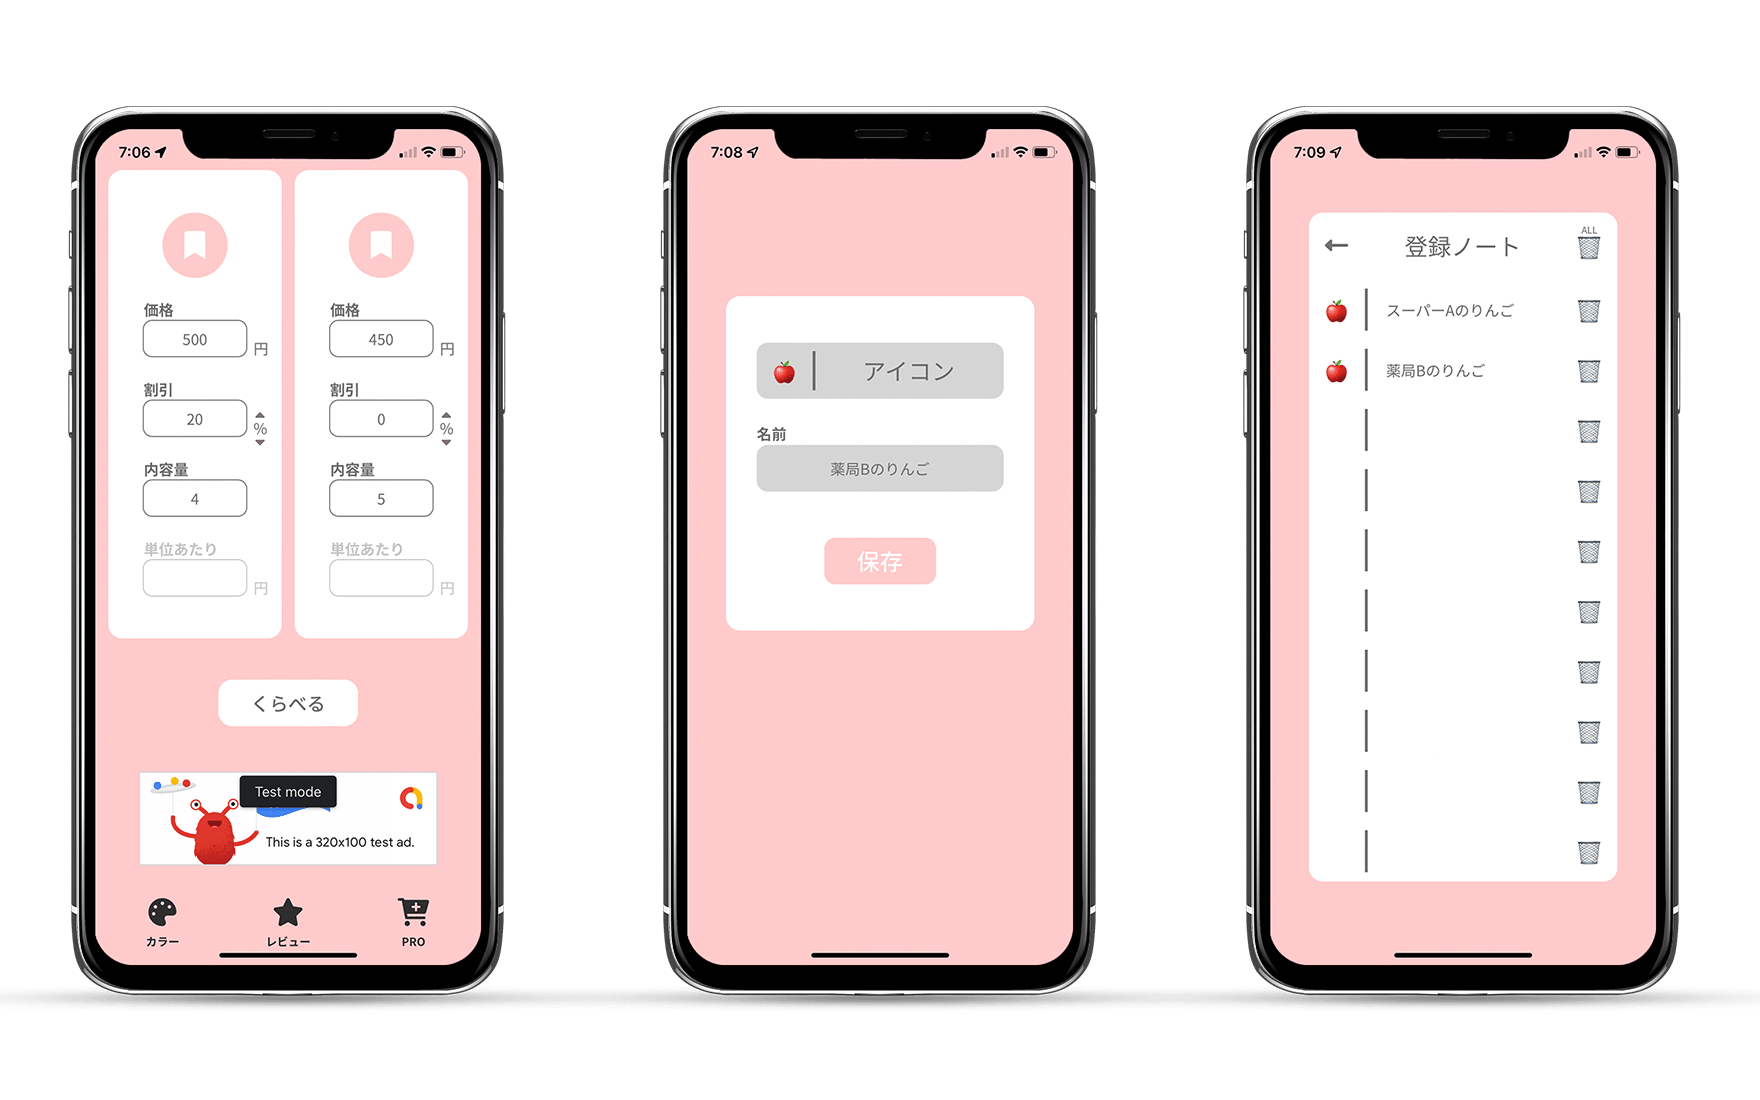 7:06
価格
500 円
割引
20 %
内容量
4
単位あたり
円
価格
450 円
割引
0 %
内容量
5
単位あたり
円
くらべる
Test mode
This is a 320x100 test ad.
カラー
レビュー
PRO
7:08
アイコン
名前
薬局Bのりんご
保存
7:09
登録ノート
ALL
スーパーAのりんご
薬局Bのりんご